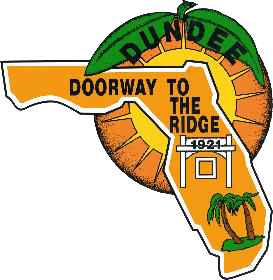 DUNDEE
DOORWAY TO
THE
RIDGE
1921